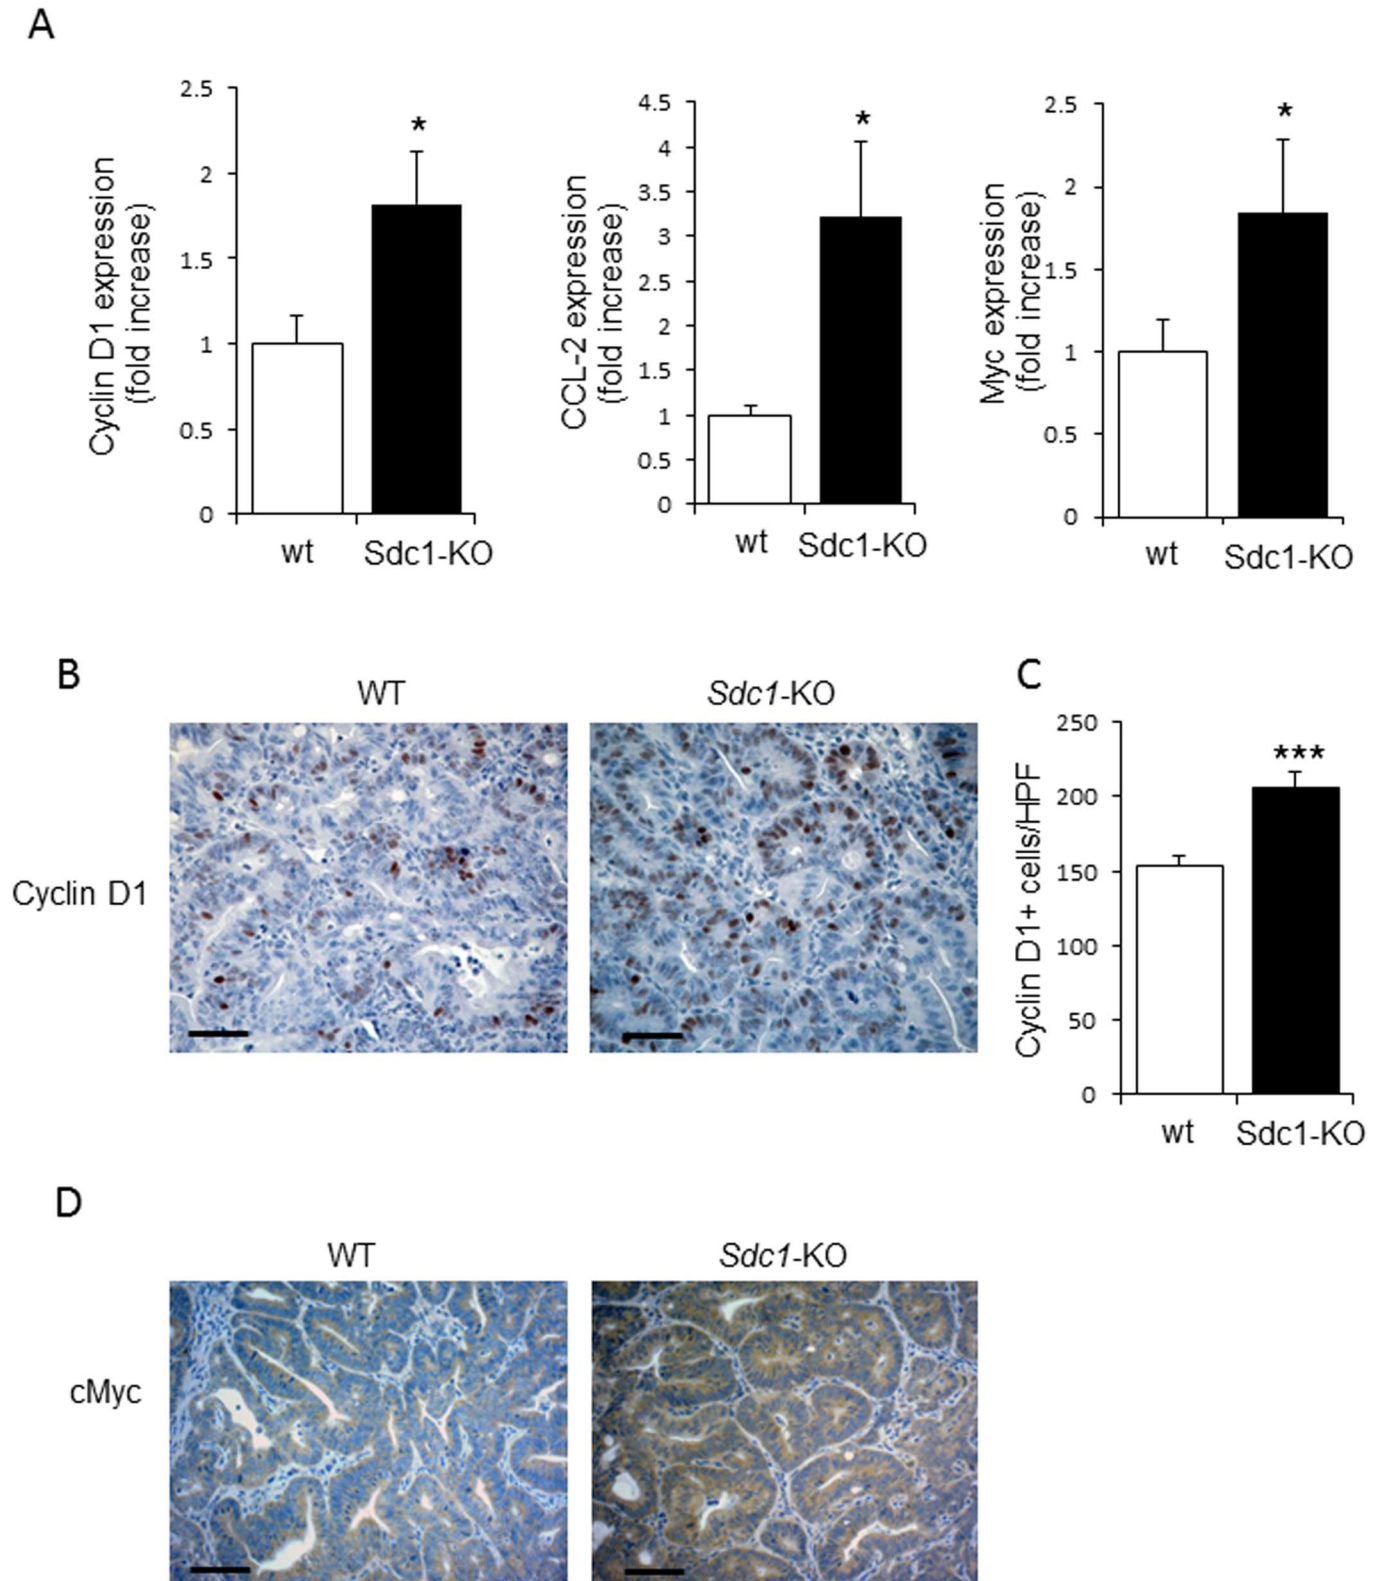 A
Cyclin D1 expression
(fold increase)
2.5
2
1.5
1
0.5
0
*
wt
Sdc1-KO
CCL-2 expression
(fold increase)
4.5
4
3.5
3
2.5
2
1.5
1
0.5
0
*
wt
Sdc1-KO
Myc expression
(fold increase)
2.5
2
1.5
1
0.5
0
*
wt
Sdc1-KO
B
WT
Sdc1-KO
Cyclin D1
C
Cyclin D1+ cells/HPF
250
200
150
100
50
0
***
wt
Sdc1-KO
D
WT
Sdc1-KO
cMyc